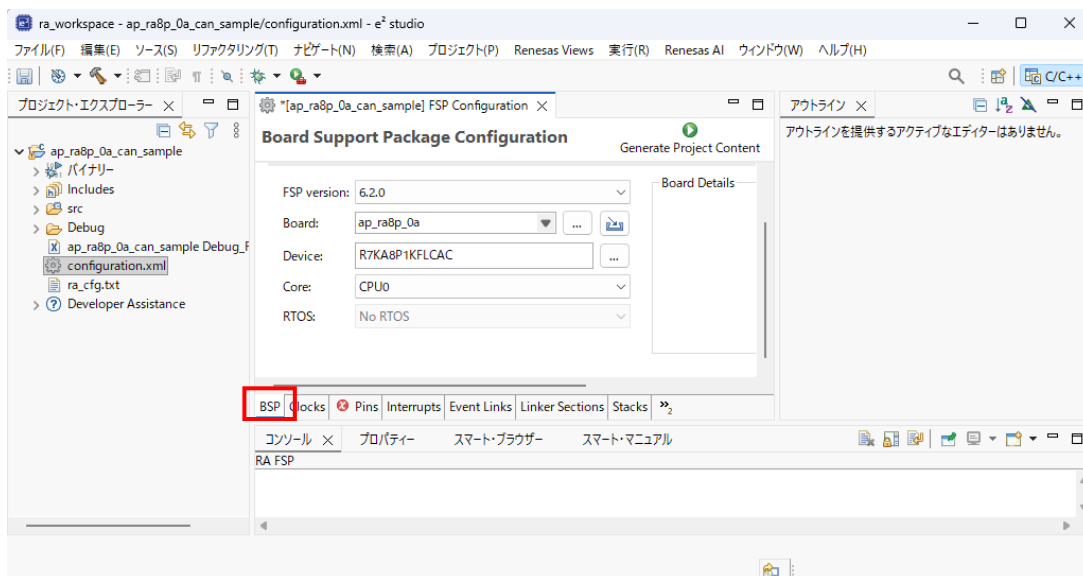 ra_workspace - ap_ra8p_0a_can_sample/configuration.xml - e² studio
ファイル(F) 編集(E) ソース(S) リファクタリング(T) ナビゲート(N) 検索(A) プロジェクト(P) Renesas Views 実行(R) Renesas AI ウィンドウ(W) ヘルプ(H)
C/C++
プロジェクト・エクスプローラー
ap_ra8p_0a_can_sample
バイナリー
Includes
src
Debug
ap_ra8p_0a_can_sample Debug_F
configuration.xml
ra_cfg.txt
Developer Assistance
*[ap_ra8p_0a_can_sample] FSP Configuration
Board Support Package Configuration
Generate Project Content
FSP version: 6.2.0
Board: ap_ra8p_0a ...
Device: R7KA8P1KFLCAC ...
Core: CPU0
RTOS: No RTOS
Board Details
BSP Clocks Pins Interrupts Event Links Linker Sections Stacks »2
アウトライン
アウトラインを提供するアクティブなエディターはありません。
コンソール プロパティー スマート・ブラウザー スマート・マニュアル
RA FSP